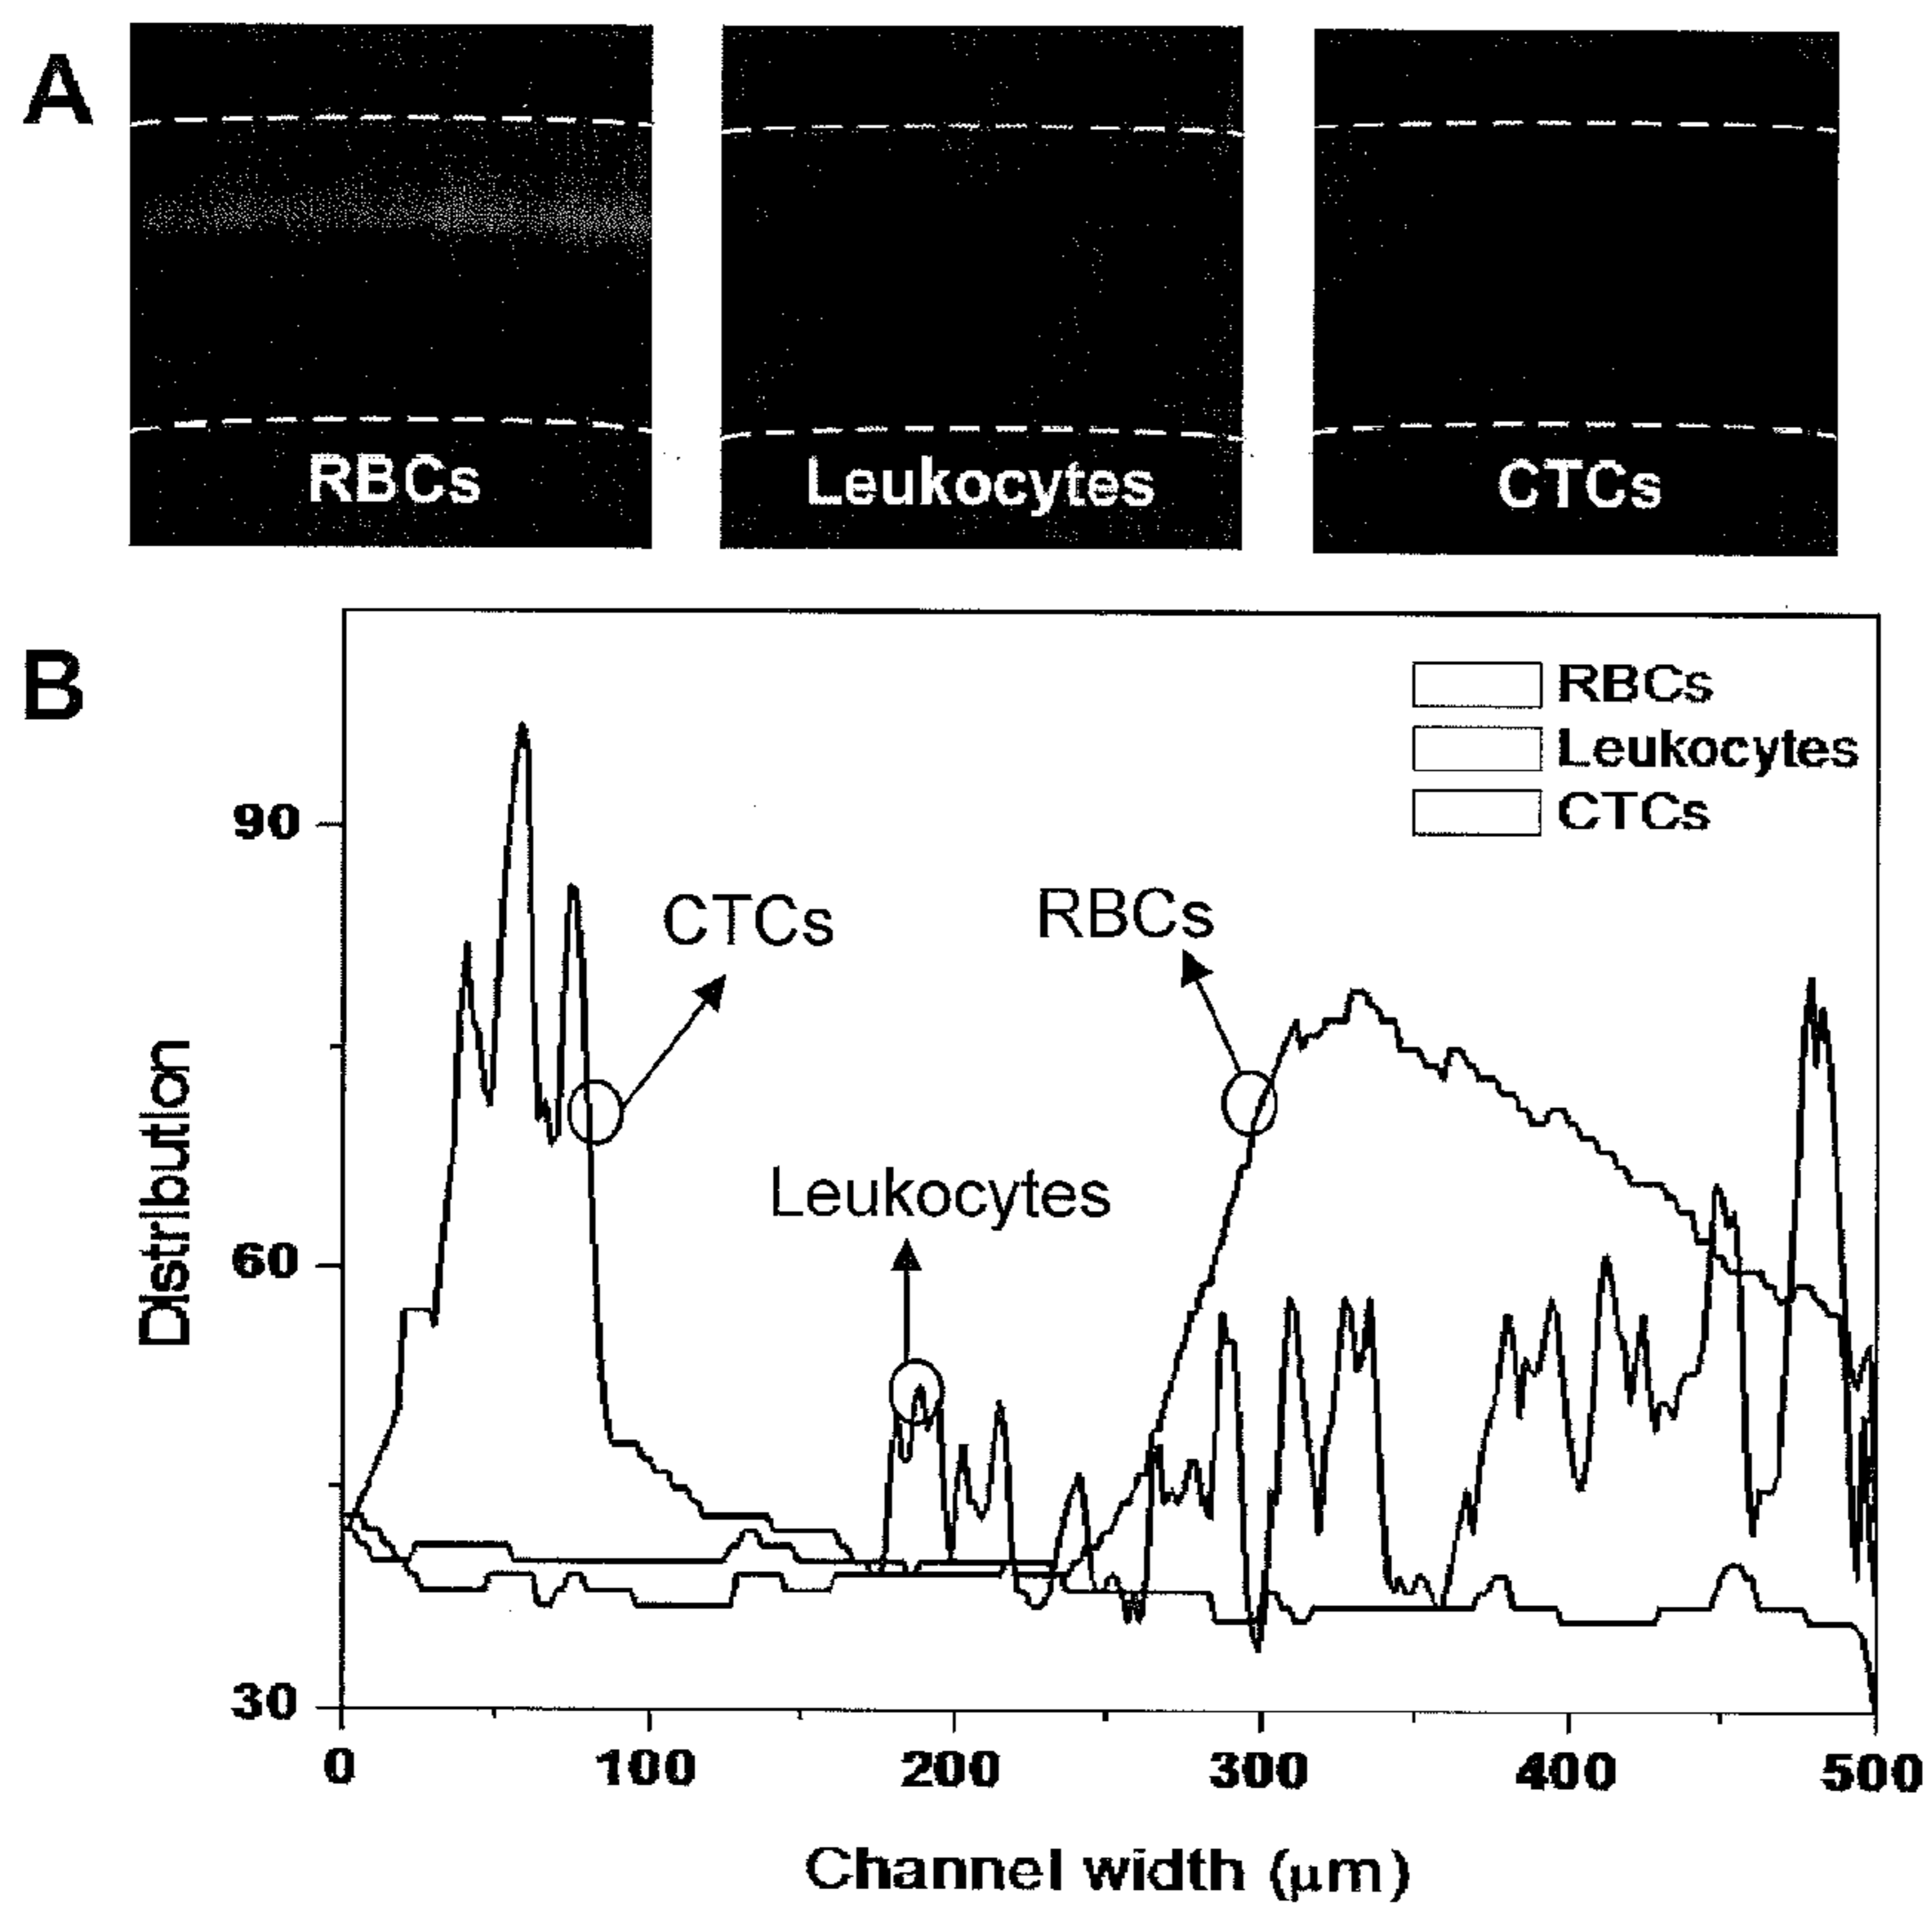 A
RBCs
Leukocytes
CTCs
B
RBCs
Leukocytes
CTCs
90
60
30
CTCs
RBCs
Leukocytes
Distribution
0 100 200 300 400 500
Channel width (μm)